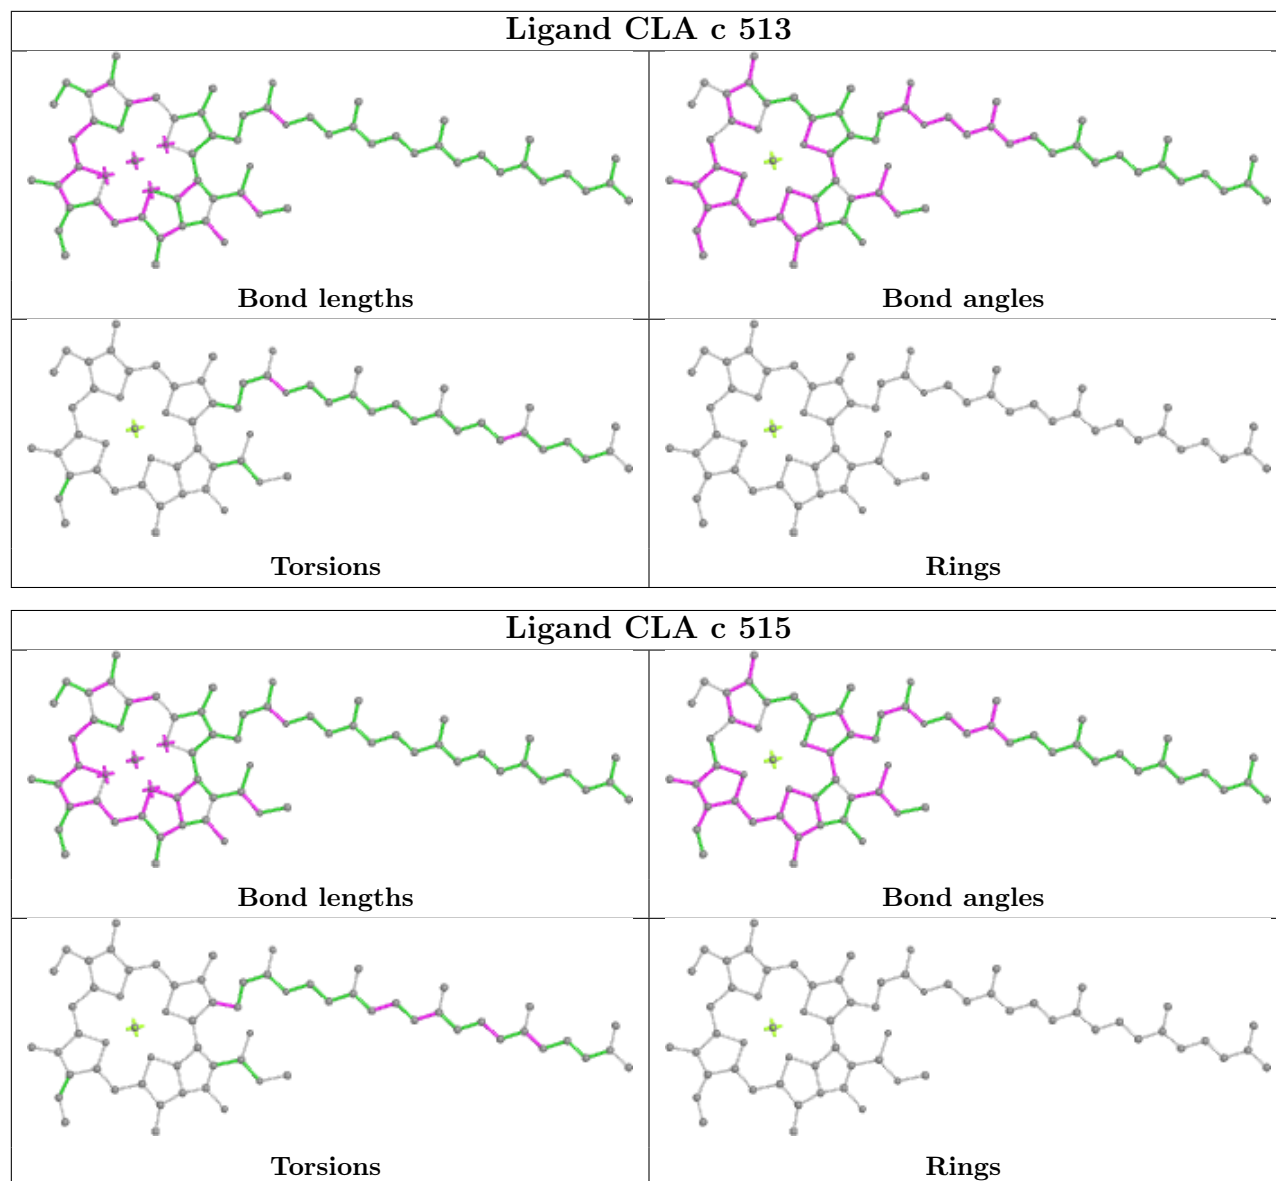 Ligand CLA c 513
Bond lengths
Bond angles
Torsions
Rings
Ligand CLA c 515
Bond lengths
Bond angles
Torsions
Rings